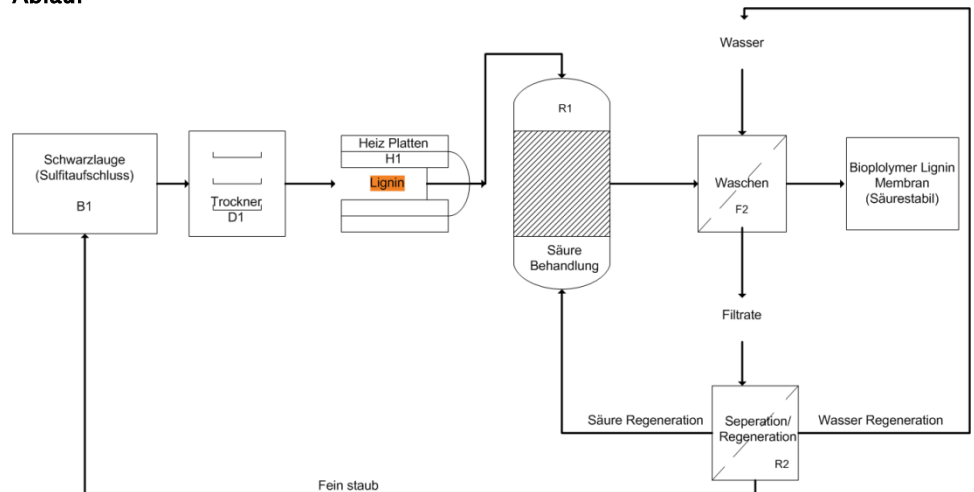 Ablauf
Wasser
Schwarzlauge
(Sulfitaufschluss)
B1
Trockner
D1
Heiz Platten
H1
Lignin
R1
Säure
Behandlung
Waschen
F2
Bioplolymer Lignin
Membran
(Säurestabil)
Filtrate
Säure Regeneration
Seperation/
Regeneration
R2
Wasser Regeneration
Fein staub